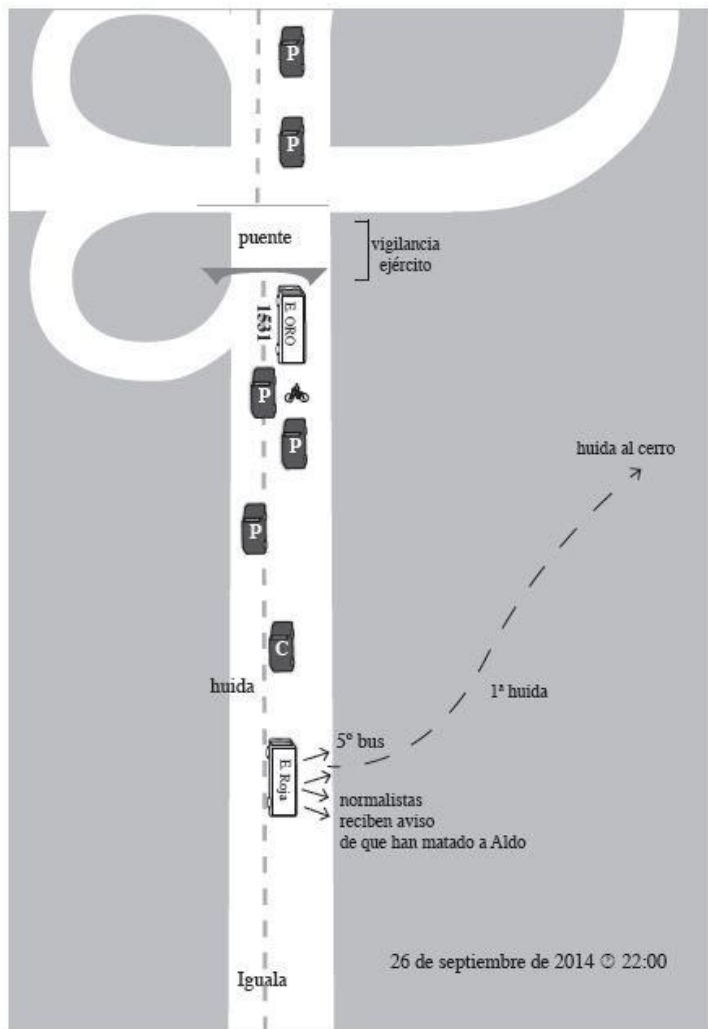 P
P
puente
vigilancia
ejército
E. ORO
1531
P
P
huida al cerro
P
C
huida
1ª huida
5º bus
E. Roja
normalistas
reciben aviso
de que han matado a Aldo
26 de septiembre de 2014 22:00
Iguala